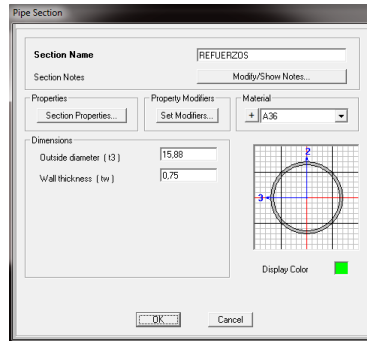 Pipe Section
Section Name REFUERZOS
Section Notes Modify/Show Notes...
Properties Property Modifiers Material
Section Properties... Set Modifiers... + A36
Dimensions
Outside diameter ( t3 ) 15,88
Wall thickness ( tw ) 0,75
2
3
Display Color
OK Cancel